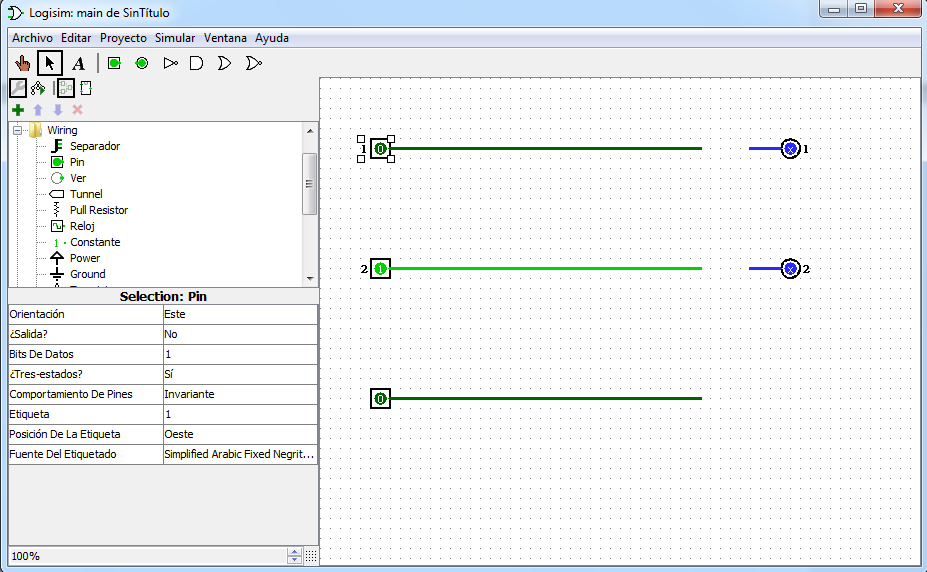 Logisim: main de SinTítulo
Archivo Editar Proyecto Simular Ventana Ayuda
A
Wiring
Separador
Pin
Ver
Tunnel
Pull Resistor
Reloj
1 Constante
Power
Ground
Selection: Pin
Orientación Este
¿Salida? No
Bits De Datos 1
¿Tres-estados? Sí
Comportamiento De Pines Invariante
Etiqueta 1
Posición De La Etiqueta Oeste
Fuente Del Etiquetado Simplified Arabic Fixed Negrit...
100%
1 0 x 1
2 1 x 2
0